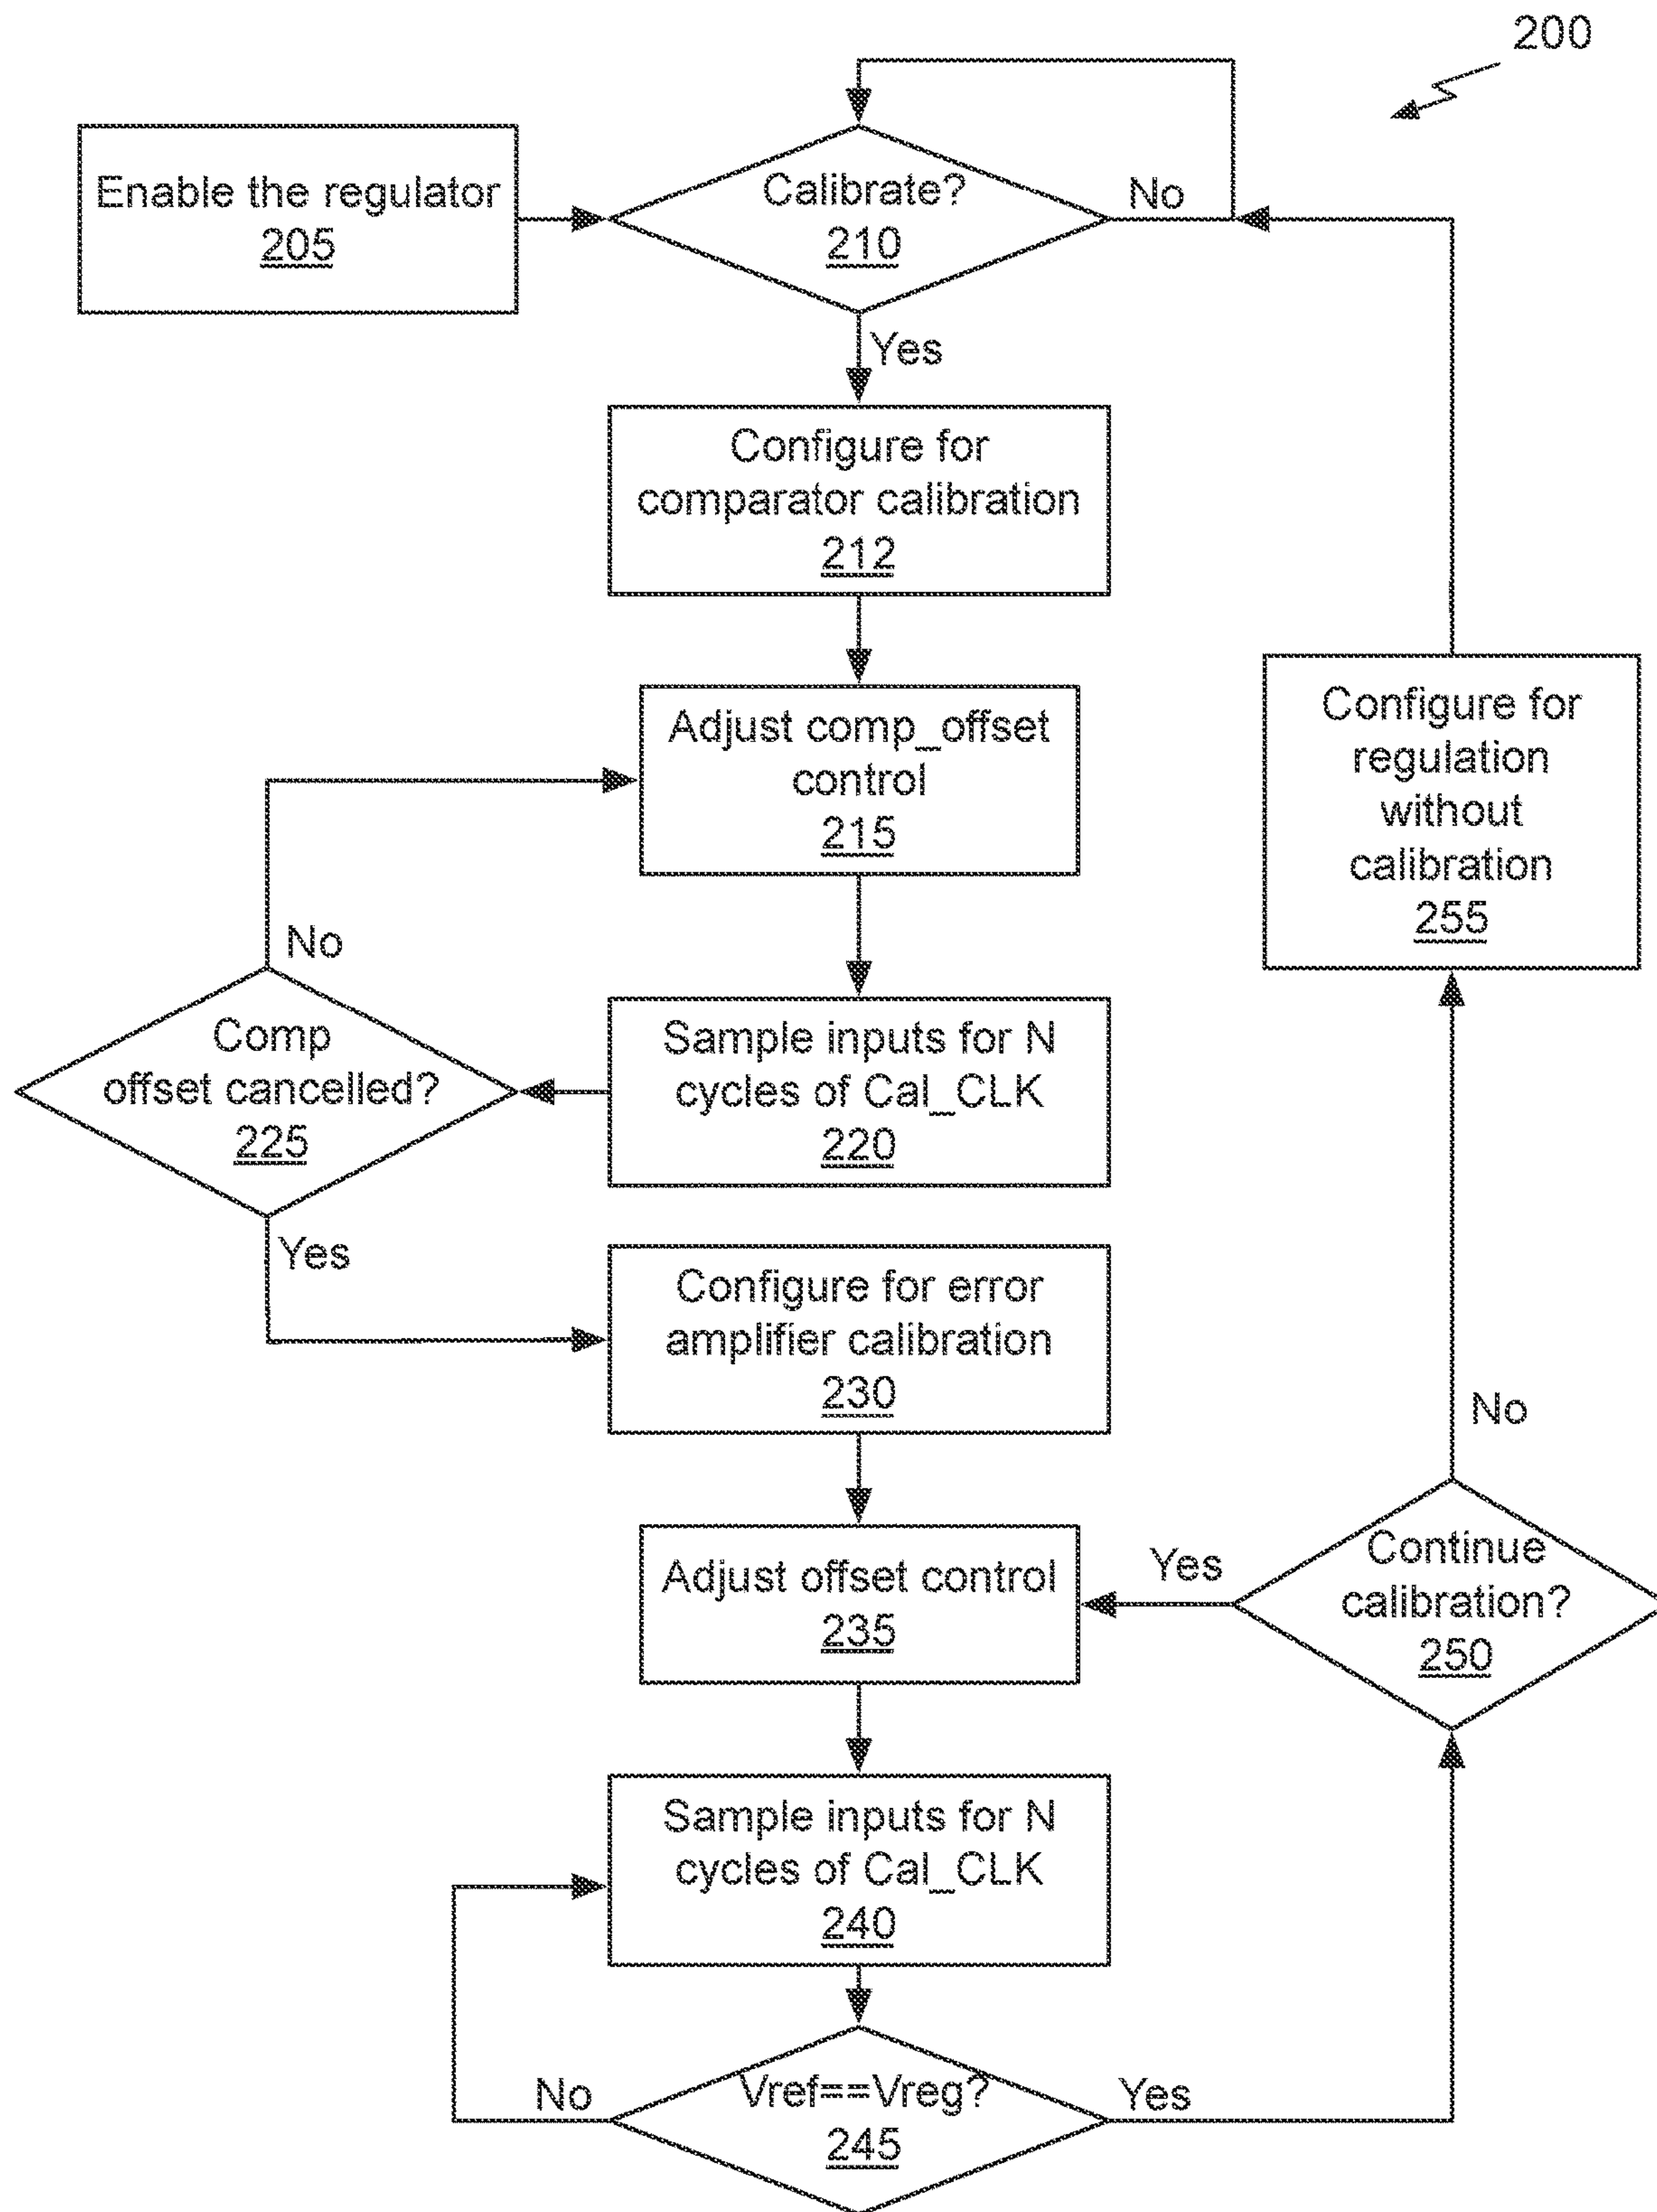 200
Enable the regulator
205
Calibrate?
210
No
Yes
Configure for
comparator calibration
212
Adjust comp_offset
control
215
Configure for
regulation
without
calibration
255
No
Comp
offset cancelled?
225
Sample inputs for N
cycles of Cal_CLK
220
Yes
Configure for error
amplifier calibration
230
No
Adjust offset control
235
Yes
Continue
calibration?
250
Sample inputs for N
cycles of Cal_CLK
240
No
Vref==Vreg?
245
Yes